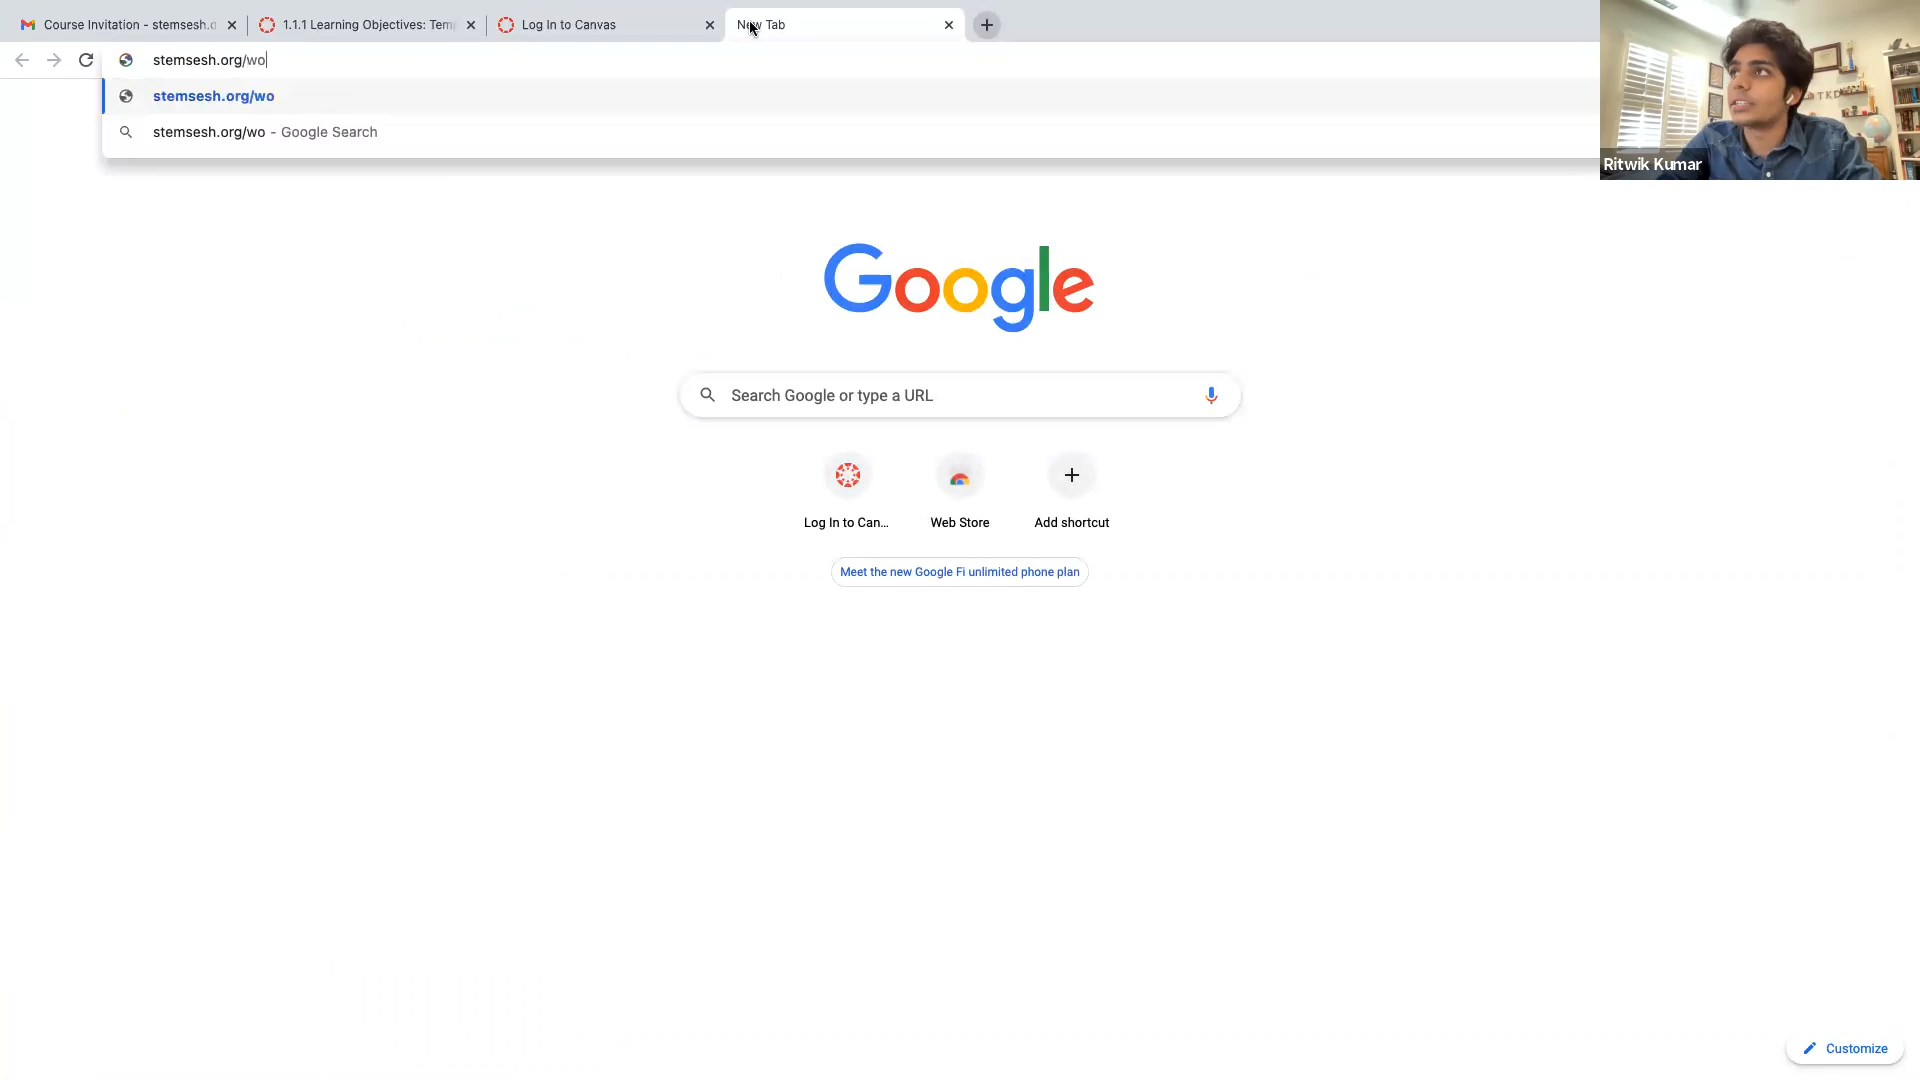 Course Invitation - stemsesh.o
1.1.1 Learning Objectives: Tem
Log In to Canvas
New Tab
stemsesh.org/wo
stemsesh.org/wo
stemsesh.org/wo - Google Search
TKD
Ritwik Kumar
Google
Search Google or type a URL
Log In to Can...
Web Store
Add shortcut
Meet the new Google Fi unlimited phone plan
Customize